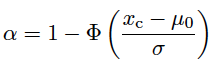 α = 1 − Φ ( (x_c − μ_0) / σ )